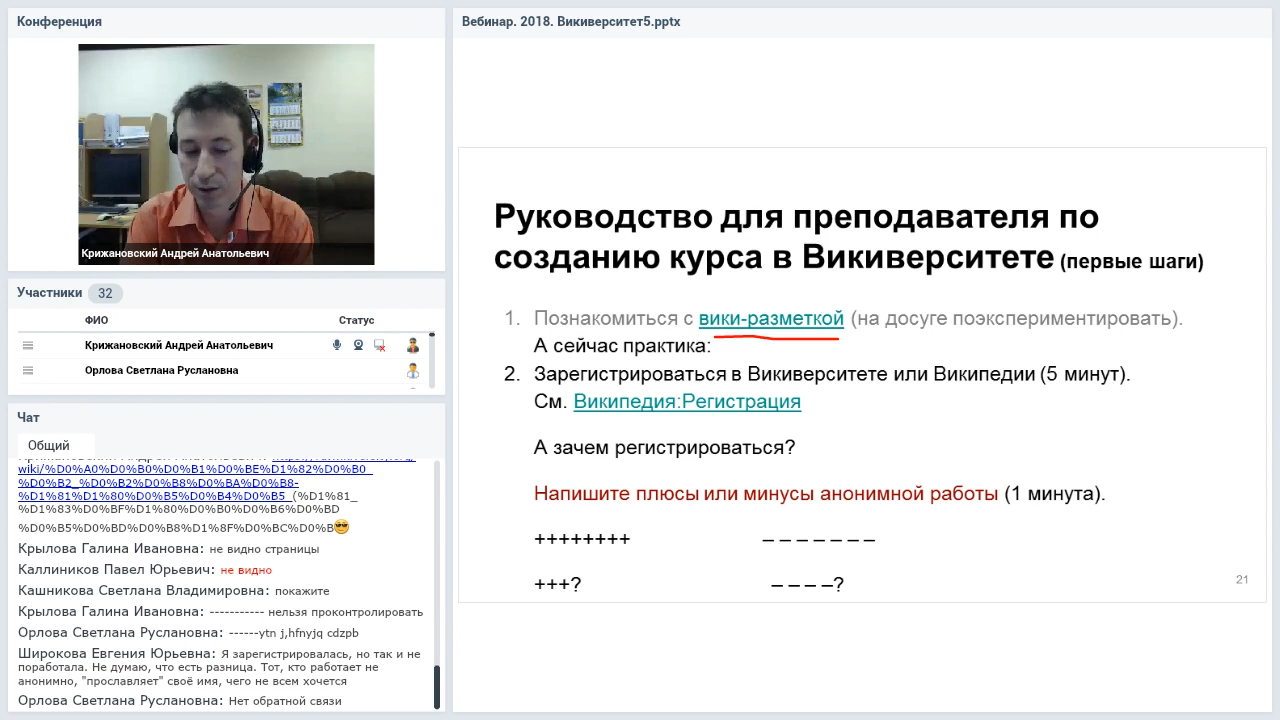 Конференция
Крижановский Андрей Анатольевич
Участники 32
ФИО Статус
Крижановский Андрей Анатольевич
Орлова Светлана Руслановна
Чат
Общий
wiki/%D0%A0%D0%B0%D0%B1%D0%BE%D1%82%D0%B0_
%D0%B2_%D0%B2%D0%B8%D0%BA%D0%B8-
%D1%81%D1%80%D0%B5%D0%B4%D0%B5_(%D1%81_
%D1%83%D0%BF%D1%80%D0%B0%D0%B6%D0%BD
%D0%B5%D0%BD%D0%B8%D1%8F%D0%BC%D0%B
Крылова Галина Ивановна: не видно страницы
Каллиников Павел Юрьевич: не видно
Кашникова Светлана Владимировна: покажите
Крылова Галина Ивановна: ----------- нельзя проконтролировать
Орлова Светлана Руслановна: ------ytn j,hfnyjq cdzpb
Широкова Евгения Юрьевна: Я зарегистрировалась, но так и не
поработала. Не думаю, что есть разница. Тот, кто работает не
анонимно, "прославляет" своё имя, чего не всем хочется
Орлова Светлана Руслановна: Нет обратной связи
Вебинар. 2018. Викиверситет5.pptx
Руководство для преподавателя по
созданию курса в Викиверситете (первые шаги)
1. Познакомиться с вики-разметкой (на досуге поэкспериментировать).
А сейчас практика:
2. Зарегистрироваться в Викиверситете или Википедии (5 минут).
См. Википедия:Регистрация
А зачем регистрироваться?
Напишите плюсы или минусы анонимной работы (1 минута).
++++++++ – – – – – – –
+++? – – – –?
21